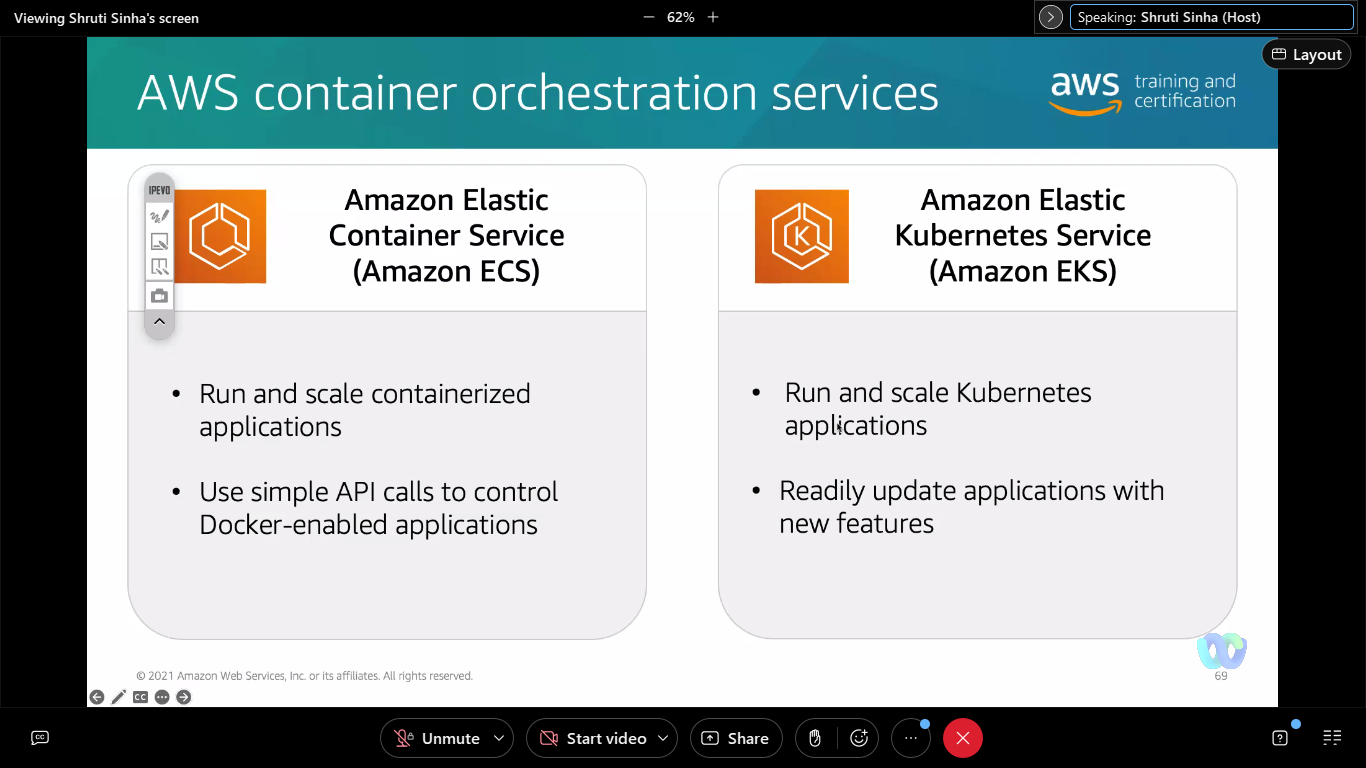 Viewing Shruti Sinha's screen
62%
Speaking: Shruti Sinha (Host)
Layout
AWS container orchestration services
aws training and
certification
IPEVO
Amazon Elastic
Container Service
(Amazon ECS)
• Run and scale containerized
applications
• Use simple API calls to control
Docker-enabled applications
K
Amazon Elastic
Kubernetes Service
(Amazon EKS)
• Run and scale Kubernetes
applications
• Readily update applications with
new features
© 2021 Amazon Web Services, Inc. or its affiliates. All rights reserved.
69
CC
Unmute
Start video
Share